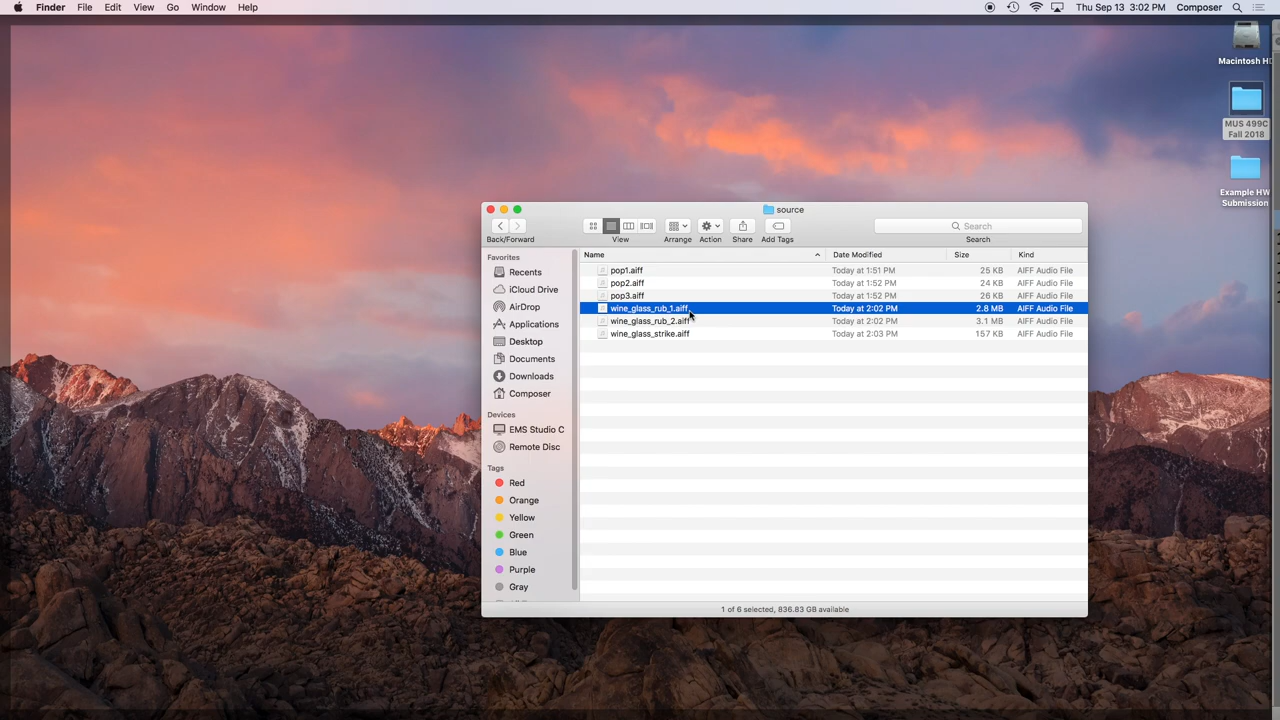 Finder File Edit View Go Window Help Thu Sep 13 3:02 PM Composer
Macintosh H
MUS 499C
Fall 2018
Example HW
Submission
source
Search
Back/Forward View Arrange Action Share Add Tags Search
Favorites
Recents
iCloud Drive
AirDrop
Applications
Desktop
Documents
Downloads
Composer
Devices
EMS Studio C
Remote Disc
Tags
Red
Orange
Yellow
Green
Blue
Purple
Gray
Name Date Modified Size Kind
pop1.aiff Today at 1:51 PM 25 KB AIFF Audio File
pop2.aiff Today at 1:52 PM 24 KB AIFF Audio File
pop3.aiff Today at 1:52 PM 26 KB AIFF Audio File
wine_glass_rub_1.aiff Today at 2:02 PM 2.8 MB AIFF Audio File
wine_glass_rub_2.aiff Today at 2:02 PM 3.1 MB AIFF Audio File
wine_glass_strike.aiff Today at 2:03 PM 157 KB AIFF Audio File
1 of 6 selected, 836.83 GB available